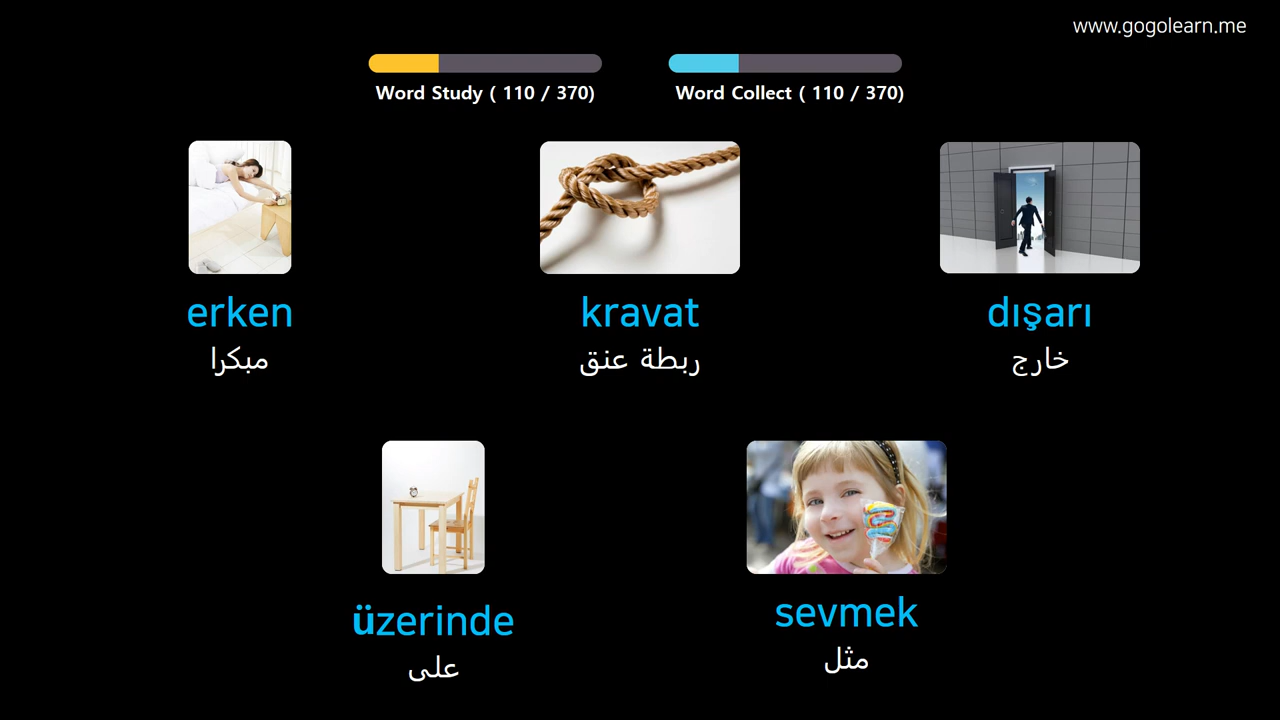 www.gogolearn.me
Word Study ( 110 / 370)
Word Collect ( 110 / 370)
erken
مبكرا
kravat
ربطة عنق
dışarı
خارج
üzerinde
على
sevmek
مثل